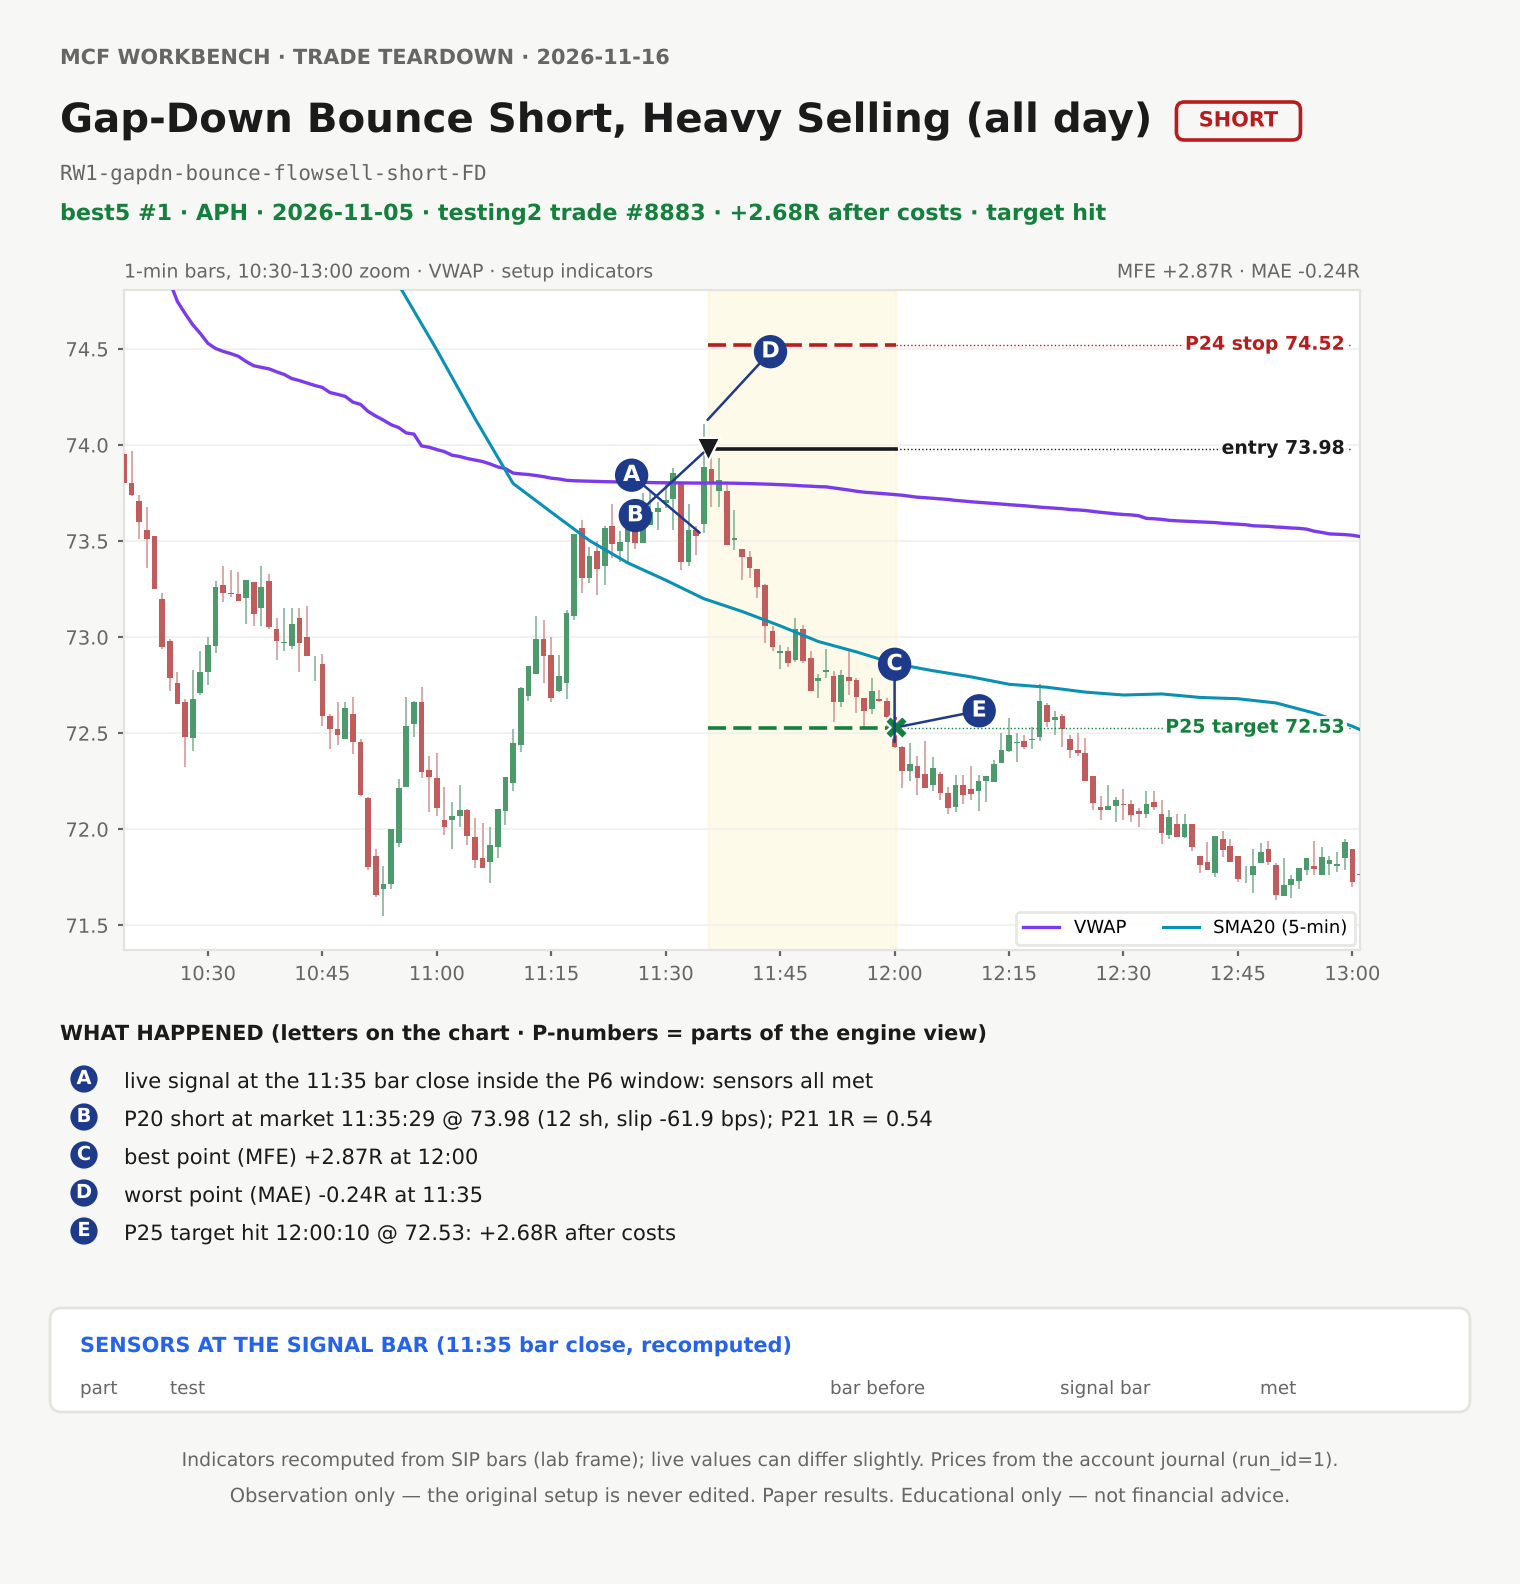 MCF WORKBENCH · TRADE TEARDOWN · 2026-11-16
Gap-Down Bounce Short, Heavy Selling (all day) SHORT
RW1-gapdn-bounce-flowsell-short-FD
best5 #1 · APH · 2026-11-05 · testing2 trade #8883 · +2.68R after costs · target hit
1-min bars, 10:30-13:00 zoom · VWAP · setup indicators MFE +2.87R · MAE -0.24R
74.5
74.0
73.5
73.0
72.5
72.0
71.5
D
P24 stop 74.52
entry 73.98
A
B
C
E
P25 target 72.53
VWAP SMA20 (5-min)
10:30 10:45 11:00 11:15 11:30 11:45 12:00 12:15 12:30 12:45 13:00
WHAT HAPPENED (letters on the chart · P-numbers = parts of the engine view)
A live signal at the 11:35 bar close inside the P6 window: sensors all met
B P20 short at market 11:35:29 @ 73.98 (12 sh, slip -61.9 bps); P21 1R = 0.54
C best point (MFE) +2.87R at 12:00
D worst point (MAE) -0.24R at 11:35
E P25 target hit 12:00:10 @ 72.53: +2.68R after costs
SENSORS AT THE SIGNAL BAR (11:35 bar close, recomputed)
part test bar before signal bar met
Indicators recomputed from SIP bars (lab frame); live values can differ slightly. Prices from the account journal (run_id=1).
Observation only — the original setup is never edited. Paper results. Educational only — not financial advice.